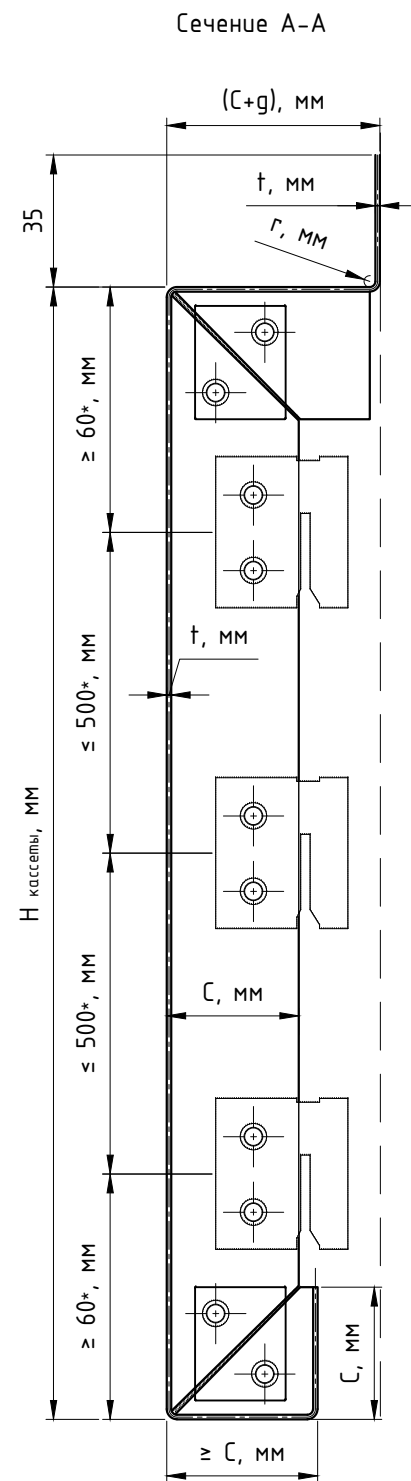 Сечение А-А
(С+g), мм
t, мм
35
r, мм
≥ 60*, мм
t, мм
≤ 500*, мм
Н кассеты, мм
С, мм
≤ 500*, мм
≥ 60*, мм
С, мм
≥ С, мм